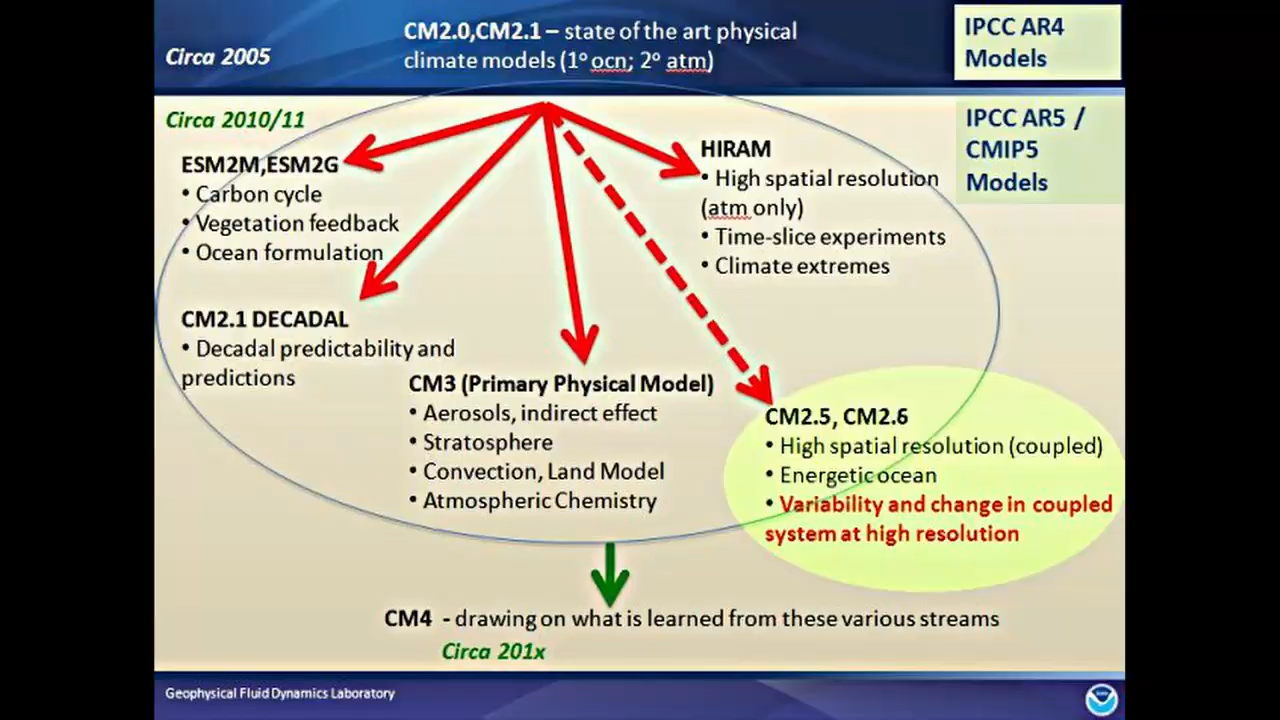 CM2.0,CM2.1 – state of the art physical
climate models (1° ocn; 2° atm)
Circa 2005
IPCC AR4
Models
Circa 2010/11
IPCC AR5 /
CMIP5
Models
ESM2M,ESM2G
• Carbon cycle
• Vegetation feedback
• Ocean formulation
HIRAM
• High spatial resolution
(atm only)
• Time-slice experiments
• Climate extremes
CM2.1 DECADAL
• Decadal predictability and
predictions
CM3 (Primary Physical Model)
• Aerosols, indirect effect
• Stratosphere
• Convection, Land Model
• Atmospheric Chemistry
CM2.5, CM2.6
• High spatial resolution (coupled)
• Energetic ocean
• Variability and change in coupled
system at high resolution
CM4 - drawing on what is learned from these various streams
Circa 201x
Geophysical Fluid Dynamics Laboratory